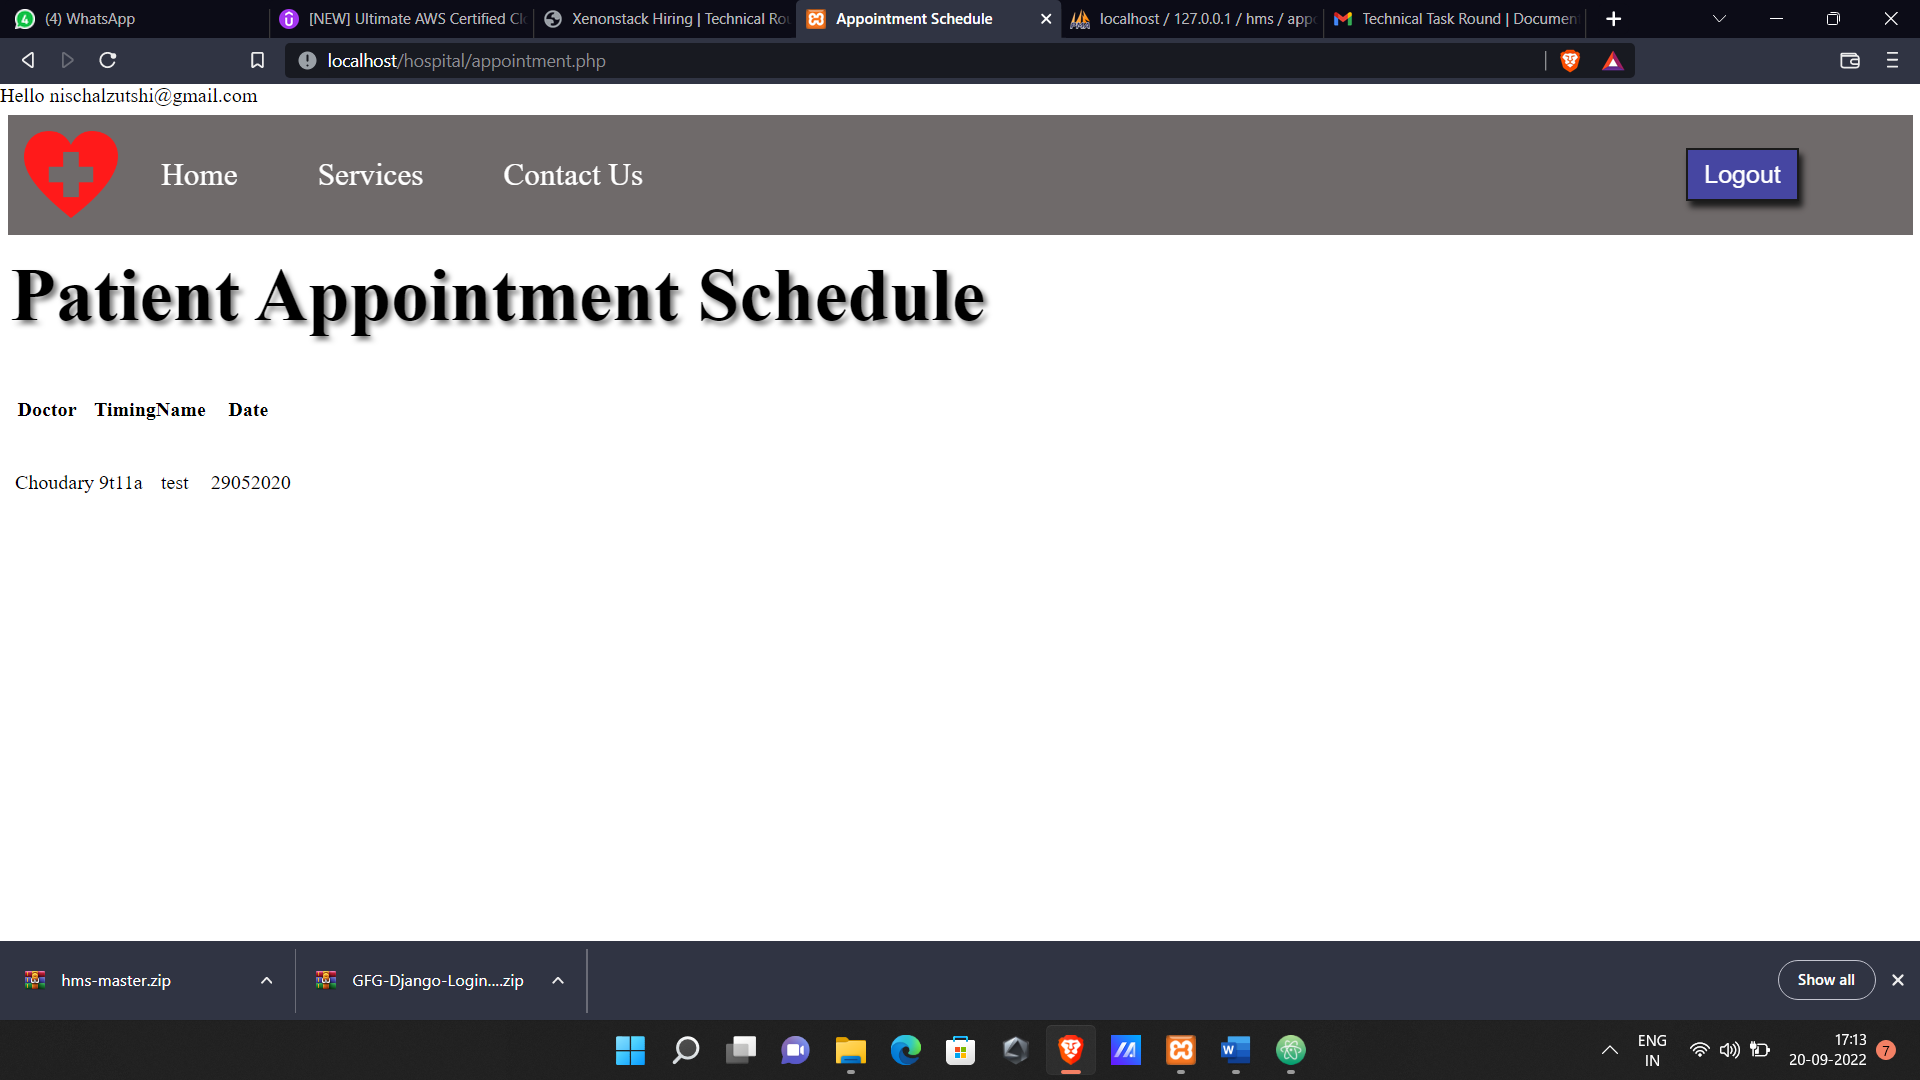 (4) WhatsApp
[NEW] Ultimate AWS Certified Cl
Xenonstack Hiring | Technical Rou
Appointment Schedule
localhost / 127.0.0.1 / hms / appo
Technical Task Round | Document
localhost/hospital/appointment.php
Hello nischalzutshi@gmail.com
Home
Services
Contact Us
Logout
Patient Appointment Schedule
Doctor TimingName Date
Choudary 9t11a test 29052020
hms-master.zip
GFG-Django-Login....zip
Show all
ENG
IN
17:13
20-09-2022
7